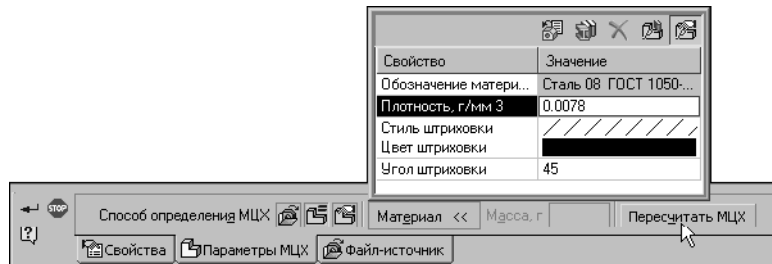 Свойство Значение
Обозначение матери... Сталь 08 ГОСТ 1050-...
Плотность, г/мм 3 0.0078
Стиль штриховки
Цвет штриховки
Угол штриховки 45
STOP Способ определения МЦХ Материал << Масса, г Пересчитать МЦХ
Свойства Параметры МЦХ Файл-источник